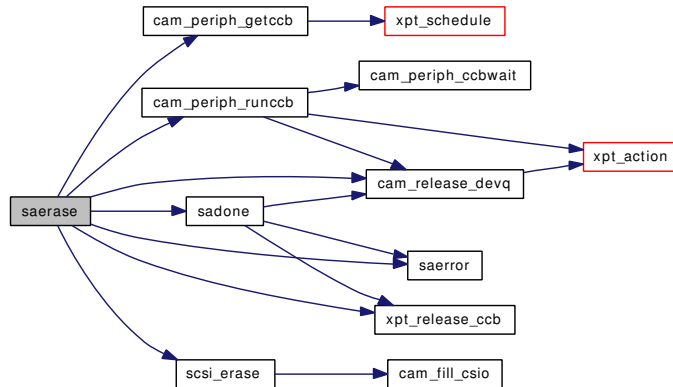 cam_periph_getccb
xpt_schedule
cam_periph_ccbwait
cam_periph_runccb
xpt_action
cam_release_devq
saerase
sadone
saerror
xpt_release_ccb
scsi_erase
cam_fill_csio